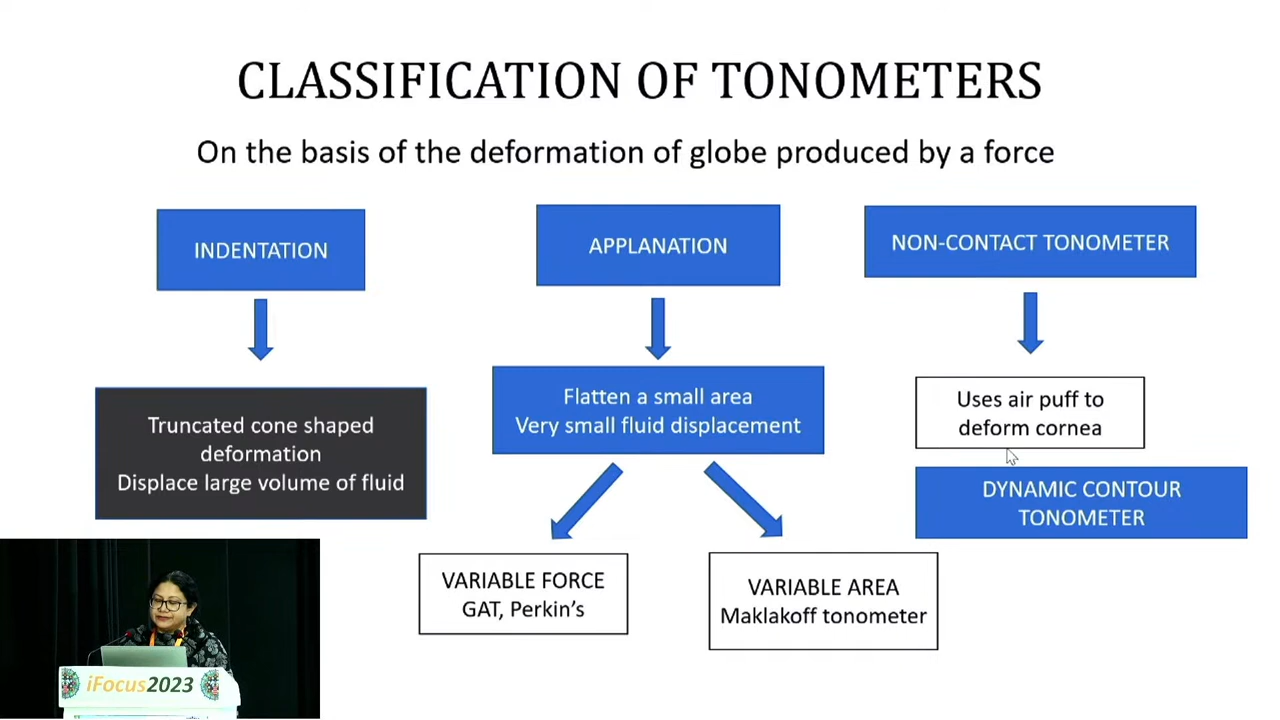 CLASSIFICATION OF TONOMETERS
On the basis of the deformation of globe produced by a force
INDENTATION
APPLANATION
NON-CONTACT TONOMETER
Truncated cone shaped
deformation
Displace large volume of fluid
Flatten a small area
Very small fluid displacement
Uses air puff to
deform cornea
DYNAMIC CONTOUR
TONOMETER
VARIABLE FORCE
GAT, Perkin's
VARIABLE AREA
Maklakoff tonometer
iFocus2023